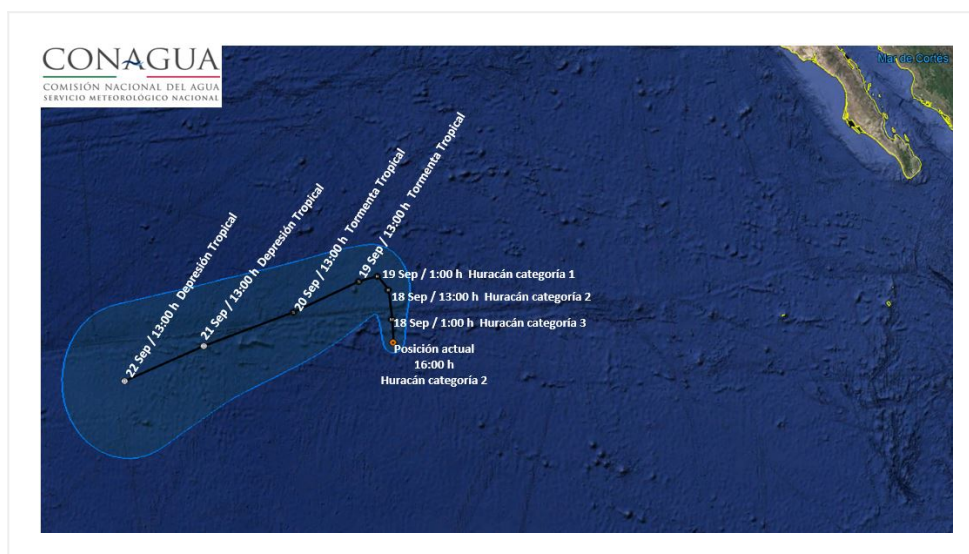 CONAGUA
COMISIÓN NACIONAL DEL AGUA
SERVICIO METEOROLÓGICO NACIONAL
Mar de Cortés
22 Sep / 13:00 h Depresión Tropical
21 Sep / 13:00 h Depresión Tropical
20 Sep / 13:00 h Tormenta Tropical
19 Sep / 13:00 h Tormenta Tropical
19 Sep / 1:00 h Huracán categoría 1
18 Sep / 13:00 h Huracán categoría 2
18 Sep / 1:00 h Huracán categoría 3
Posición actual
16:00 h
Huracán categoría 2